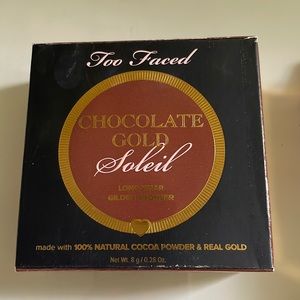 Too Faced
CHOCOLATE
GOLD
Soleil
LONG-WEAR
GILDED BRONZER
made with 100% NATURAL COCOA POWDER & REAL GOLD
Net Wt. 8 g / 0.28 Oz.